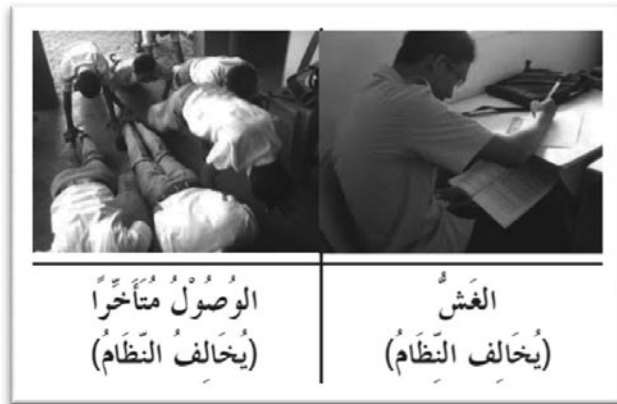 الغَشُّ
(يُخَالِف النِّظَامُ)
الوُصُوْلُ مُتَأَخِّرًا
(يُخَالِفُ النِّظَامُ)